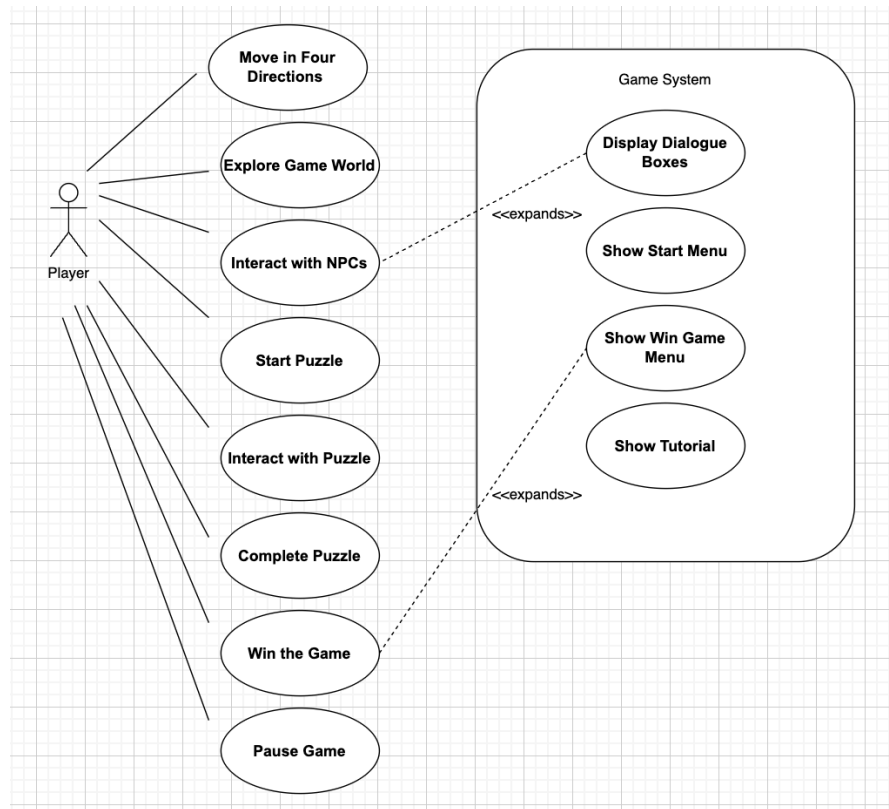 Move in Four
Directions
Explore Game World
Interact with NPCs
Start Puzzle
Interact with Puzzle
Complete Puzzle
Win the Game
Pause Game
Player
Game System
Display Dialogue
Boxes
<<expands>>
Show Start Menu
Show Win Game
Menu
Show Tutorial
<<expands>>